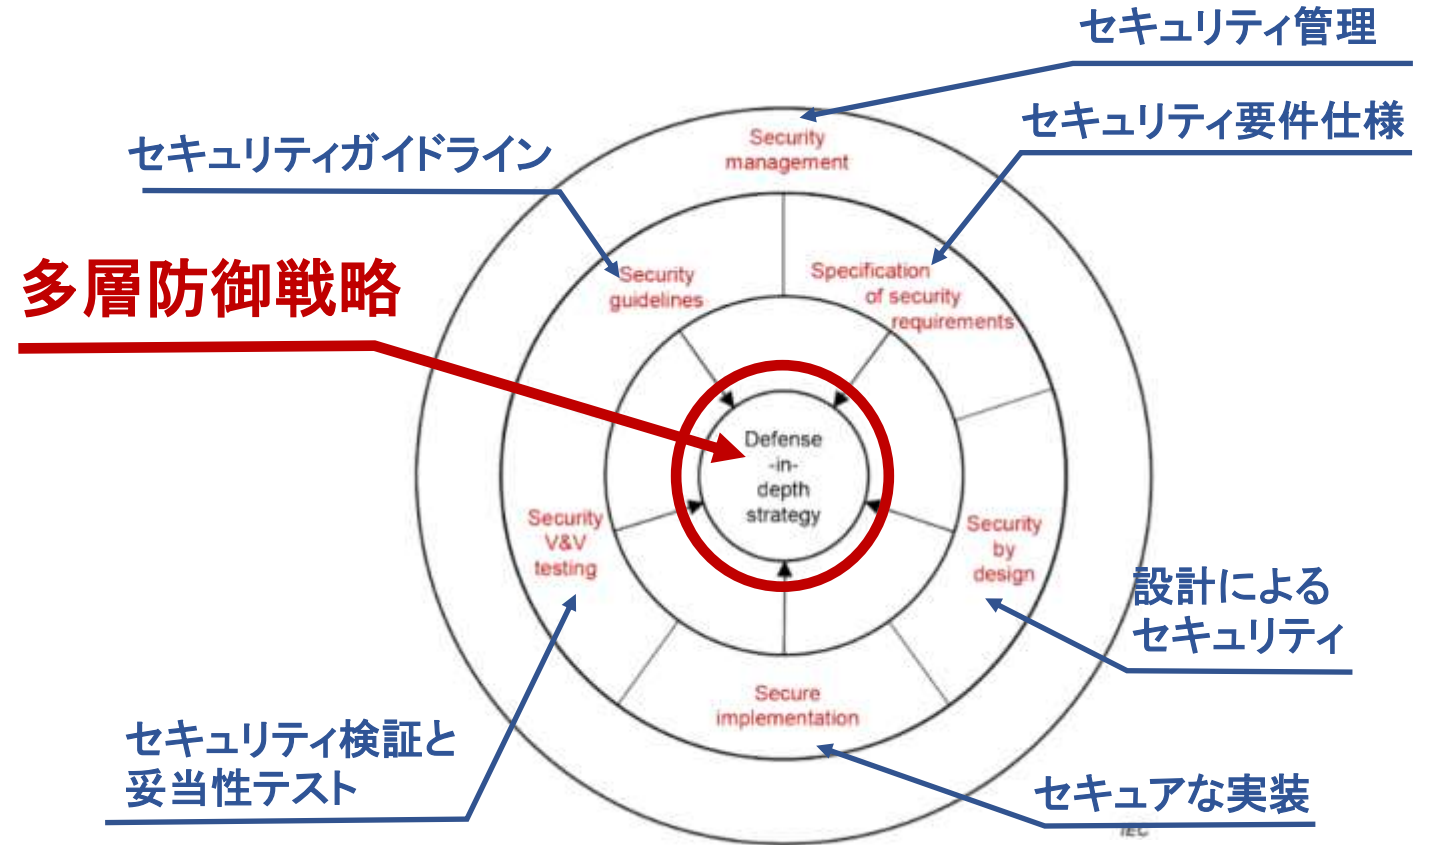 セキュリティ管理
セキュリティ要件仕様
セキュリティガイドライン
多層防御戦略
Security
management
Security
guidelines
Specification
of security
requirements
Defense
-in-
depth
strategy
Security
V&V
testing
Security
by
design
設計による
セキュリティ
Secure
implementation
セキュリティ検証と
妥当性テスト
セキュアな実装
IEC